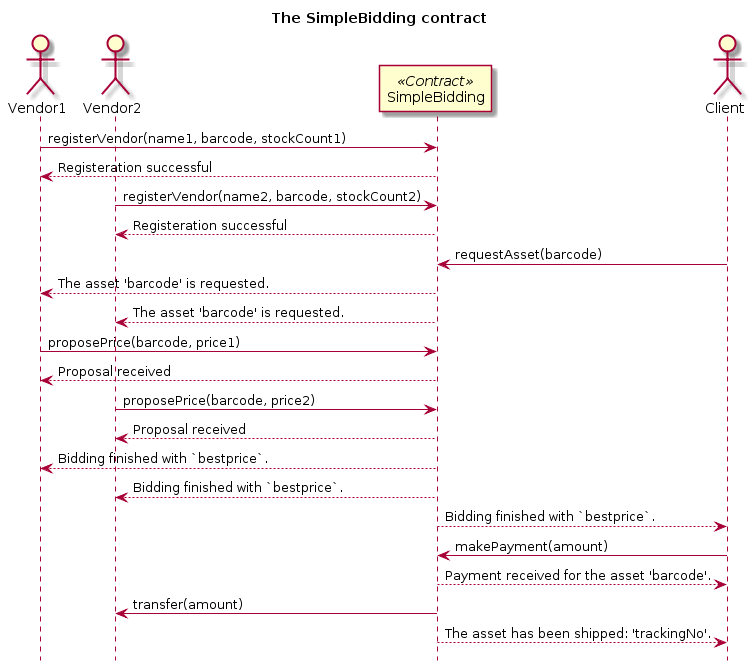 The SimpleBidding contract
Vendor1
Vendor2
«Contract»
SimpleBidding
Client
registerVendor(name1, barcode, stockCount1)
Registeration successful
registerVendor(name2, barcode, stockCount2)
Registeration successful
requestAsset(barcode)
The asset 'barcode' is requested.
The asset 'barcode' is requested.
proposePrice(barcode, price1)
Proposal received
proposePrice(barcode, price2)
Proposal received
Bidding finished with `bestprice`.
Bidding finished with `bestprice`.
Bidding finished with `bestprice`.
makePayment(amount)
Payment received for the asset 'barcode'.
transfer(amount)
The asset has been shipped: 'trackingNo'.